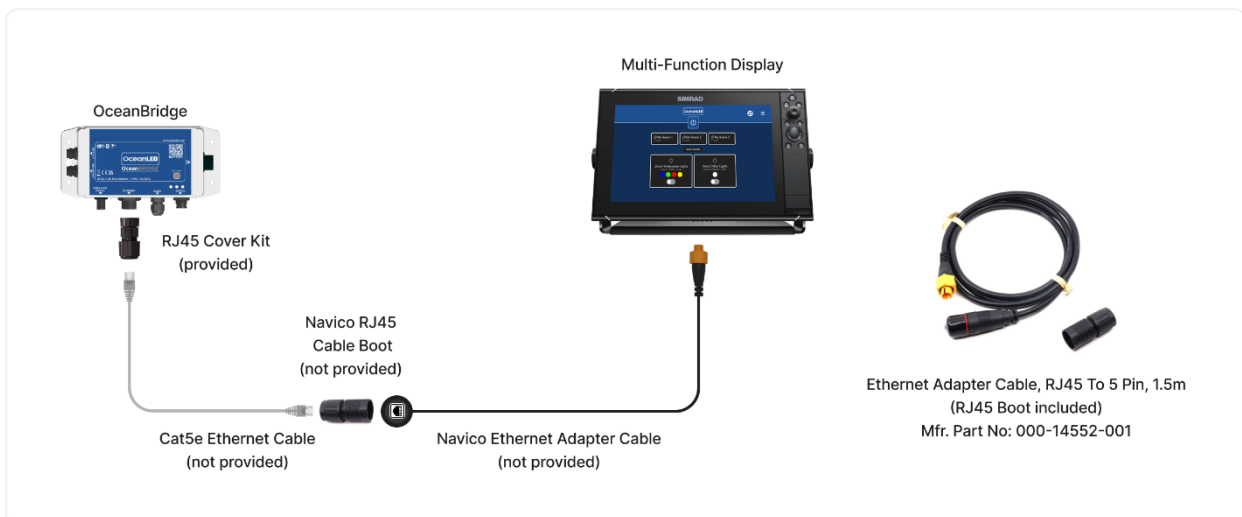 Multi-Function Display
OceanBridge
SIMRAD
OceanLED
OceanLED
OceanBRIDGE
RJ45 Cover Kit
(provided)
Navico RJ45
Cable Boot
(not provided)
Cat5e Ethernet Cable
(not provided)
Navico Ethernet Adapter Cable
(not provided)
Ethernet Adapter Cable, RJ45 To 5 Pin, 1.5m
(RJ45 Boot included)
Mfr. Part No: 000-14552-001